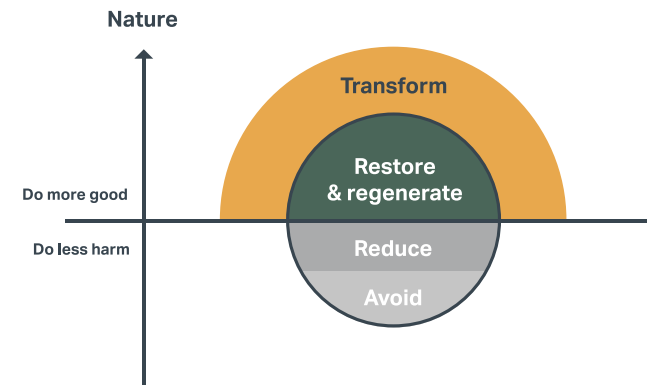 Nature
Transform
Restore
& regenerate
Do more good
Do less harm
Reduce
Avoid